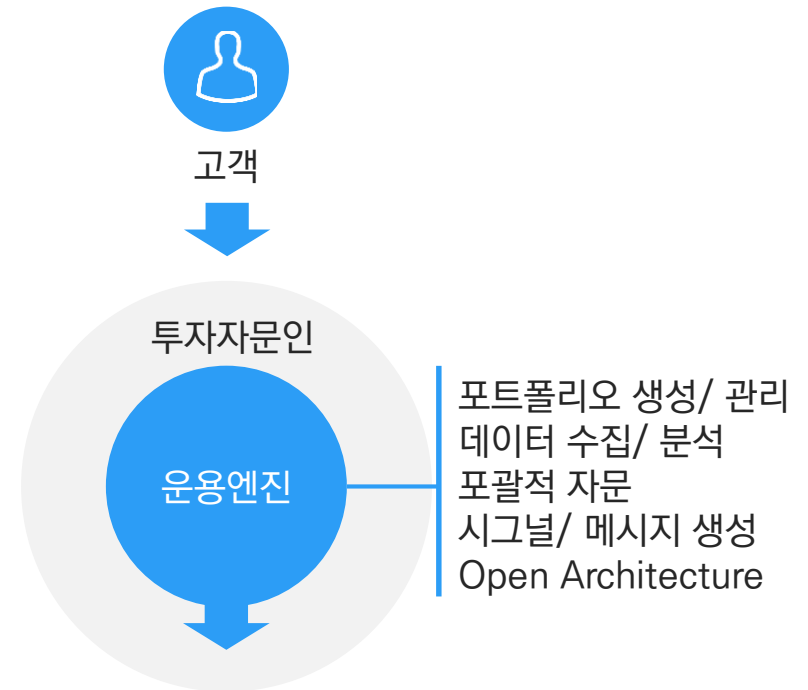 고객
투자자문인
운용엔진
포트폴리오 생성/ 관리
데이터 수집/ 분석
포괄적 자문
시그널/ 메시지 생성
Open Architecture